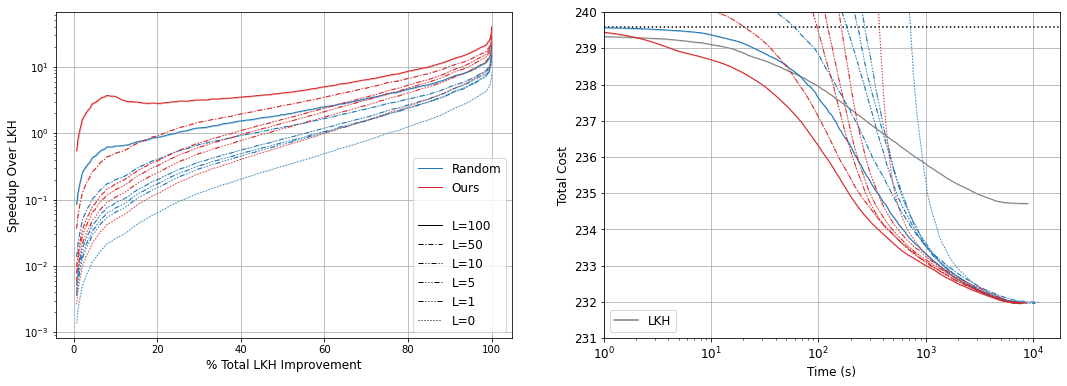 Speedup Over LKH
10¹
10⁰
10⁻¹
10⁻²
10⁻³
0
20
40
60
80
100
% Total LKH Improvement
Random
Ours
L=100
L=50
L=10
L=5
L=1
L=0
Total Cost
240
239
238
237
236
235
234
233
232
231
10⁰
10¹
10²
10³
10⁴
Time (s)
LKH